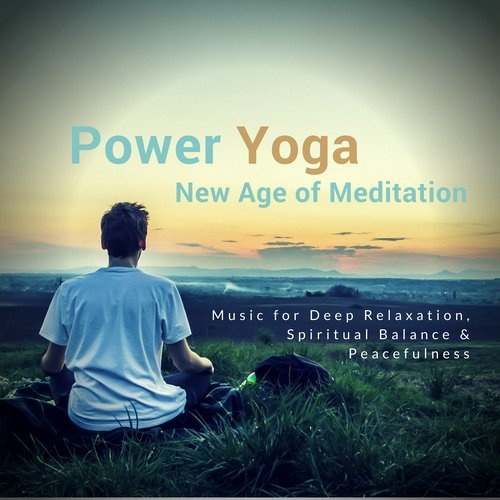 Power Yoga
New Age of Meditation
Music for Deep Relaxation,
Spiritual Balance &
Peacefulness